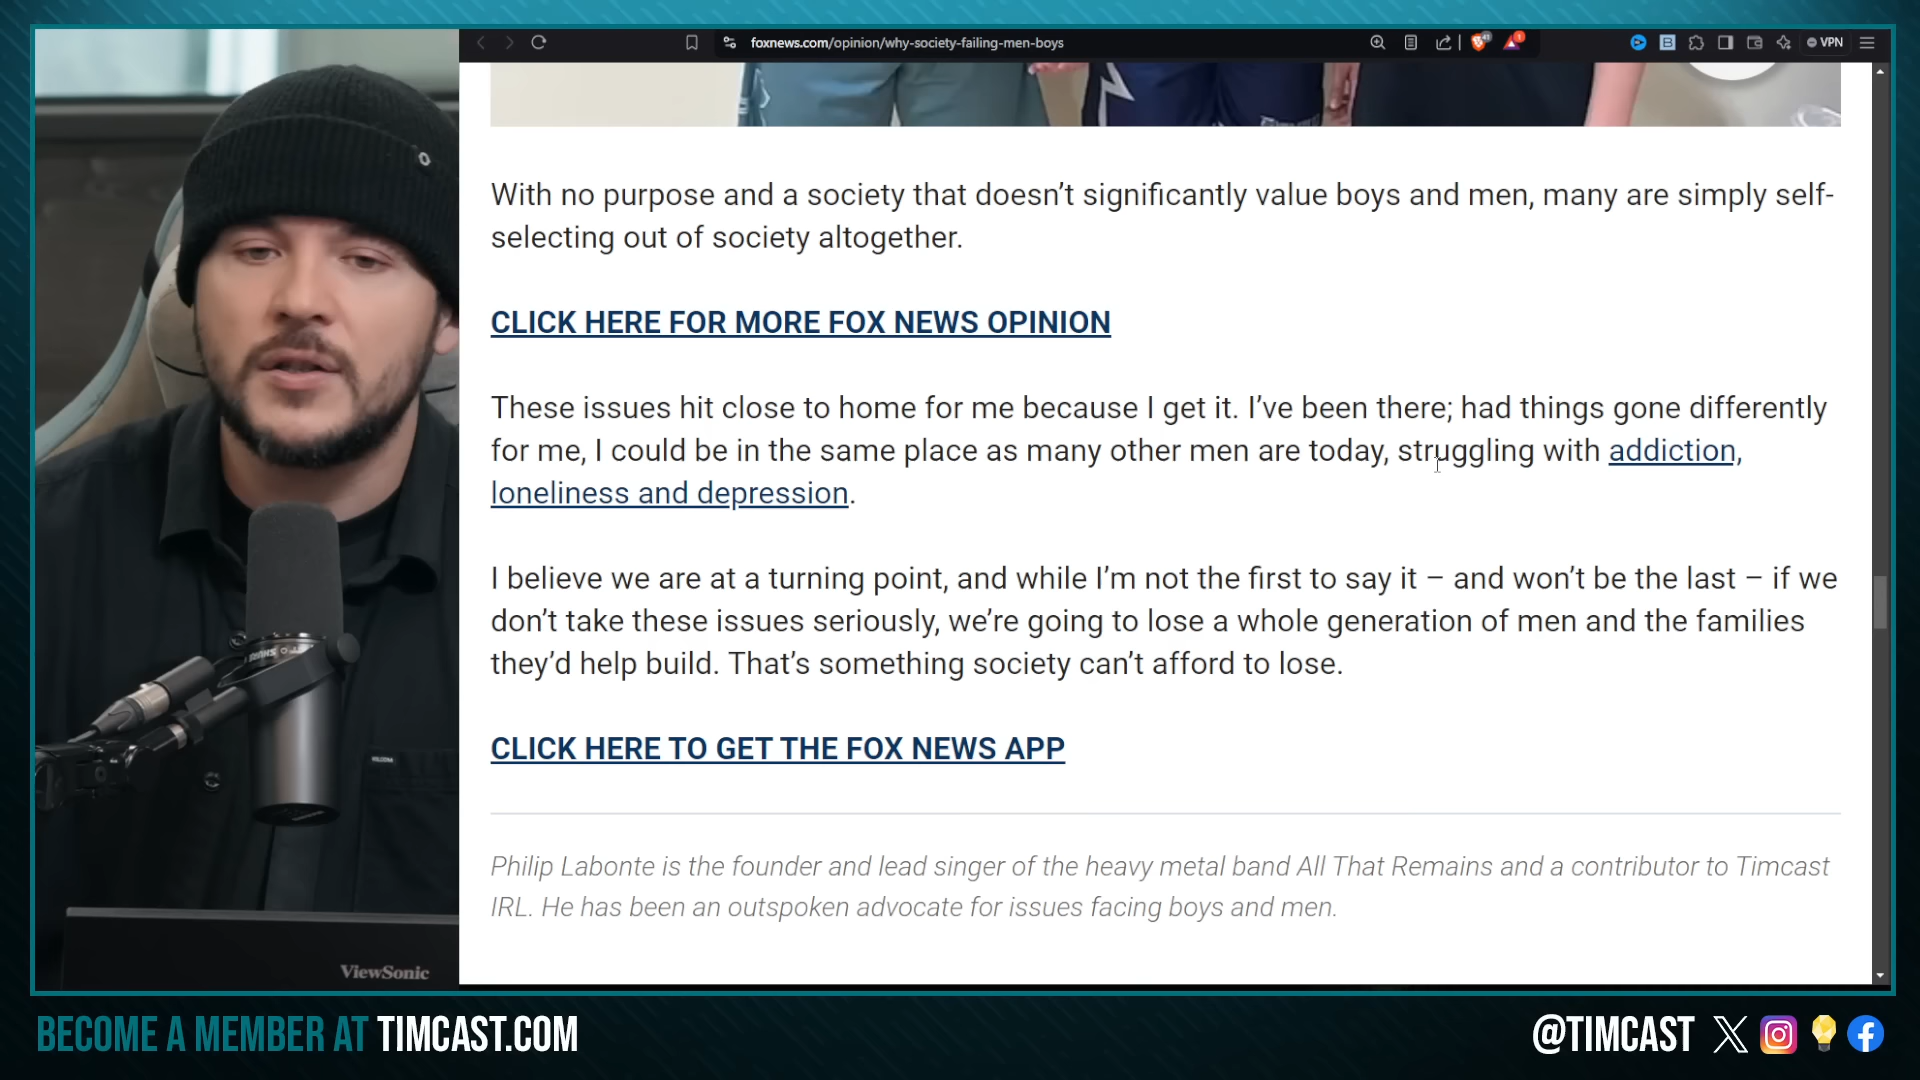 foxnews.com/opinion/why-society-failing-men-boys
VPN
With no purpose and a society that doesn’t significantly value boys and men, many are simply self-
selecting out of society altogether.
CLICK HERE FOR MORE FOX NEWS OPINION
These issues hit close to home for me because I get it. I’ve been there; had things gone differently
for me, I could be in the same place as many other men are today, struggling with addiction,
loneliness and depression.
I believe we are at a turning point, and while I’m not the first to say it – and won’t be the last – if we
don’t take these issues seriously, we’re going to lose a whole generation of men and the families
they’d help build. That’s something society can’t afford to lose.
CLICK HERE TO GET THE FOX NEWS APP
Philip Labonte is the founder and lead singer of the heavy metal band All That Remains and a contributor to Timcast
IRL. He has been an outspoken advocate for issues facing boys and men.
ViewSonic
BECOME A MEMBER AT TIMCAST.COM
@TIMCAST